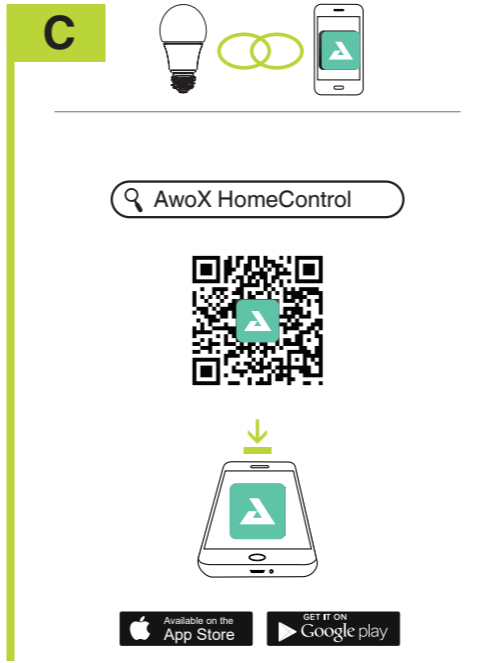 C
AwoX HomeControl
Available on the
App Store
GET IT ON
Google play